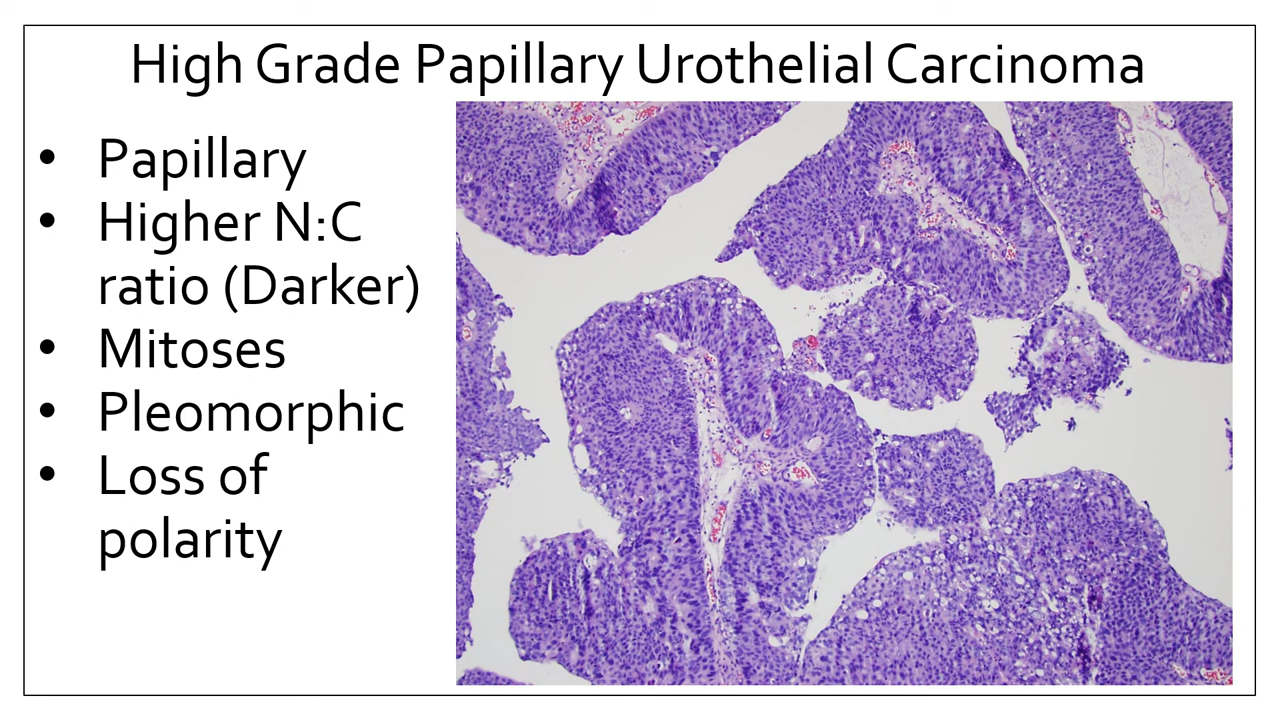 High Grade Papillary Urothelial Carcinoma
• Papillary
• Higher N:C
ratio (Darker)
• Mitoses
• Pleomorphic
• Loss of
polarity